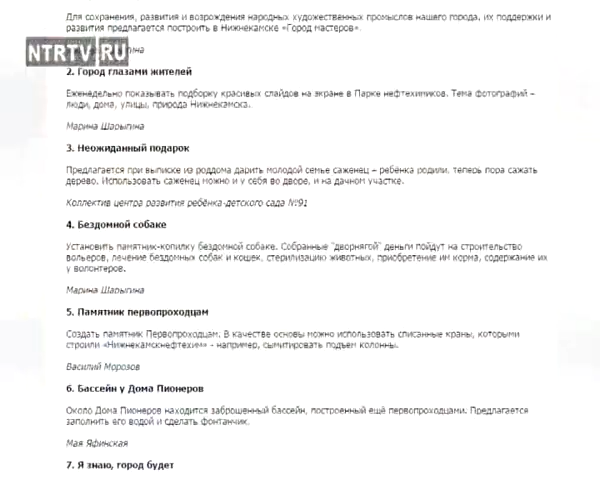 Для сохранения, развития и возрождения народных художественных промыслов нашего города, их поддержки и
развития предлагается построить в Нижнекамске «Город мастеров».
NTRTV.RU
2. Город глазами жителей
Еженедельно показывать подборку красивых слайдов на экране в Парке нефтехимиков. Тема фотографий –
люди, дома, улицы, природа Нижнекамска.
Марина Шарыгина
3. Неожиданный подарок
Предлагается при выписке из роддома дарить молодой семье саженец – ребёнка родили, теперь пора сажать
дерево. Использовать саженец можно и у себя во дворе, и на дачном участке.
Коллектив центра развития ребёнка-детского сада №91
4. Бездомной собаке
Установить памятник-копилку бездомной собаке. Собранные "дворнягой" деньги пойдут на строительство
вольеров, лечение бездомных собак и кошек, стерилизацию животных, приобретение им корма, содержание их
у волонтеров.
Марина Шарыгина
5. Памятник первопроходцам
Создать памятник Первопроходцам. В качестве основы можно использовать списанные краны, которыми
строили «Нижнекамскнефтехим» - например, сымитировать подъем колонны.
Василий Морозов
6. Бассейн у Дома Пионеров
Около Дома Пионеров находится заброшенный бассейн, построенный ещё первопроходцами. Предлагается
заполнить его водой и сделать фонтанчик.
Мая Яфинская
7. Я знаю, город будет